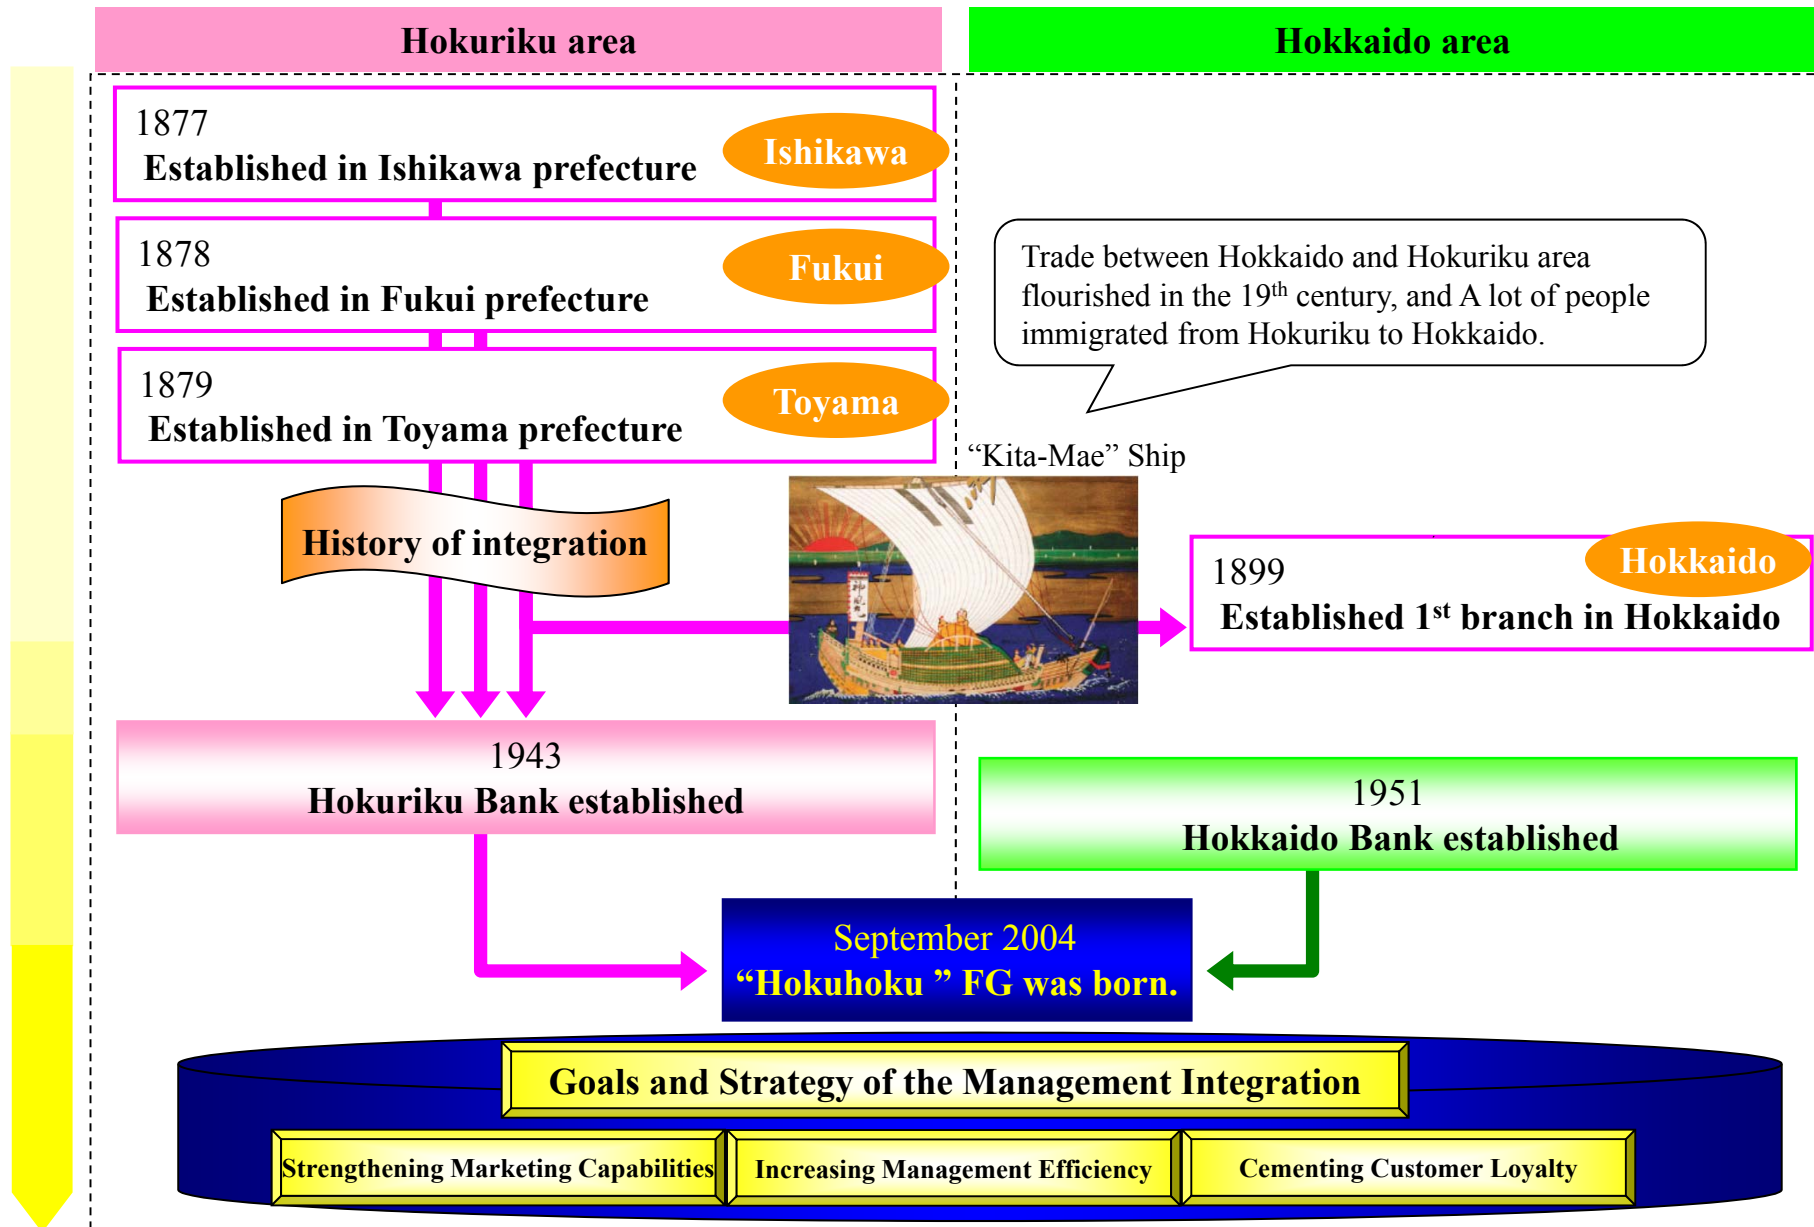 Hokuriku area
Hokkaido area
1877
Established in Ishikawa prefecture
Ishikawa
1878
Established in Fukui prefecture
Fukui
1879
Established in Toyama prefecture
Toyama
Trade between Hokkaido and Hokuriku area
flourished in the 19th century, and A lot of people
immigrated from Hokuriku to Hokkaido.
“Kita-Mae” Ship
History of integration
Hokkaido
1899
Established 1st branch in Hokkaido
1943
Hokuriku Bank established
1951
Hokkaido Bank established
September 2004
“Hokuhoku ” FG was born.
Goals and Strategy of the Management Integration
Strengthening Marketing Capabilities
Increasing Management Efficiency
Cementing Customer Loyalty